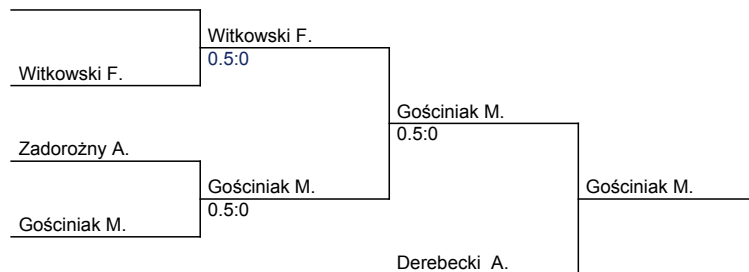 Witkowski F.
0.5:0
Witkowski F.
Gościniak M.
0.5:0
Zadorożny A.
Gościniak M.
Gościniak M.
0.5:0
Gościniak M.
Derebecki A.